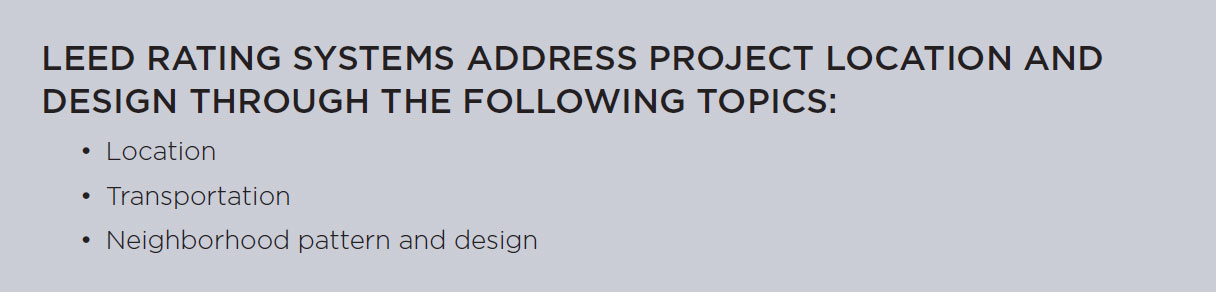 LEED RATING SYSTEMS ADDRESS PROJECT LOCATION AND
DESIGN THROUGH THE FOLLOWING TOPICS:
• Location
• Transportation
• Neighborhood pattern and design